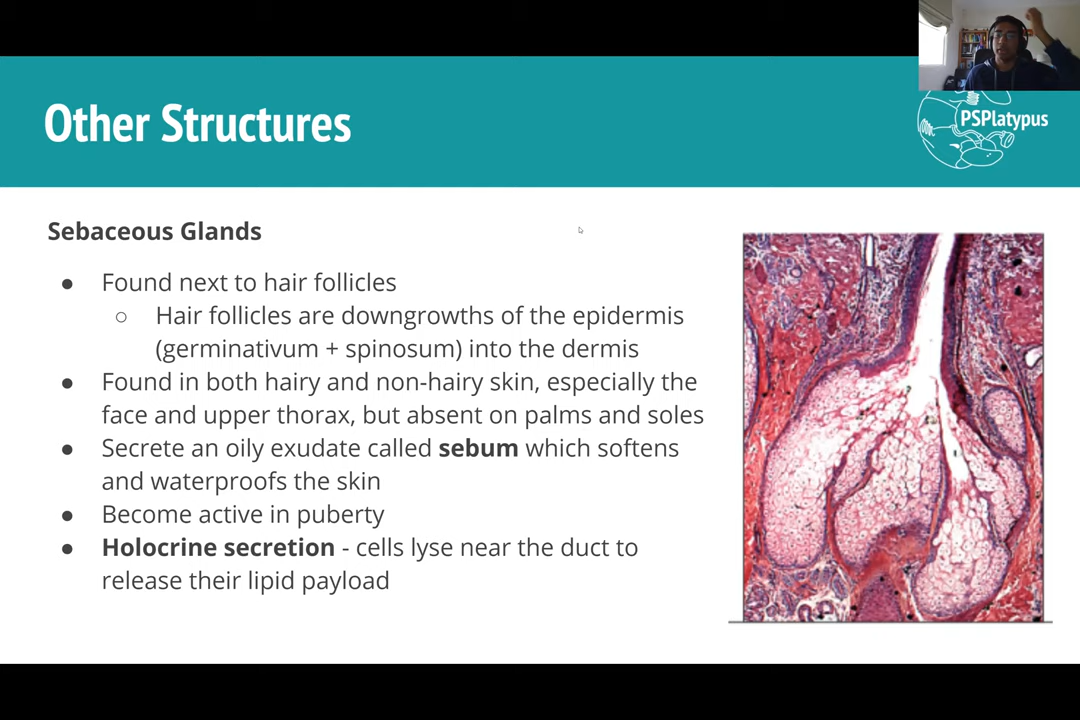 Other Structures
PSPlatypus
Sebaceous Glands
● Found next to hair follicles
○ Hair follicles are downgrowths of the epidermis
(germinativum + spinosum) into the dermis
● Found in both hairy and non-hairy skin, especially the
face and upper thorax, but absent on palms and soles
● Secrete an oily exudate called sebum which softens
and waterproofs the skin
● Become active in puberty
● Holocrine secretion - cells lyse near the duct to
release their lipid payload